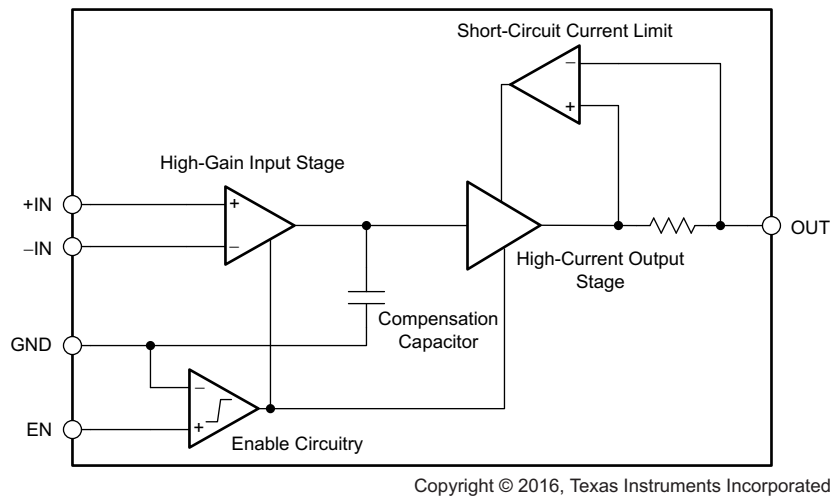 Short-Circuit Current Limit
−
+
High-Gain Input Stage
+IN
+
−IN
−
OUT
High-Current Output
Stage
Compensation
Capacitor
GND
−
+
EN
Enable Circuitry
Copyright © 2016, Texas Instruments Incorporated